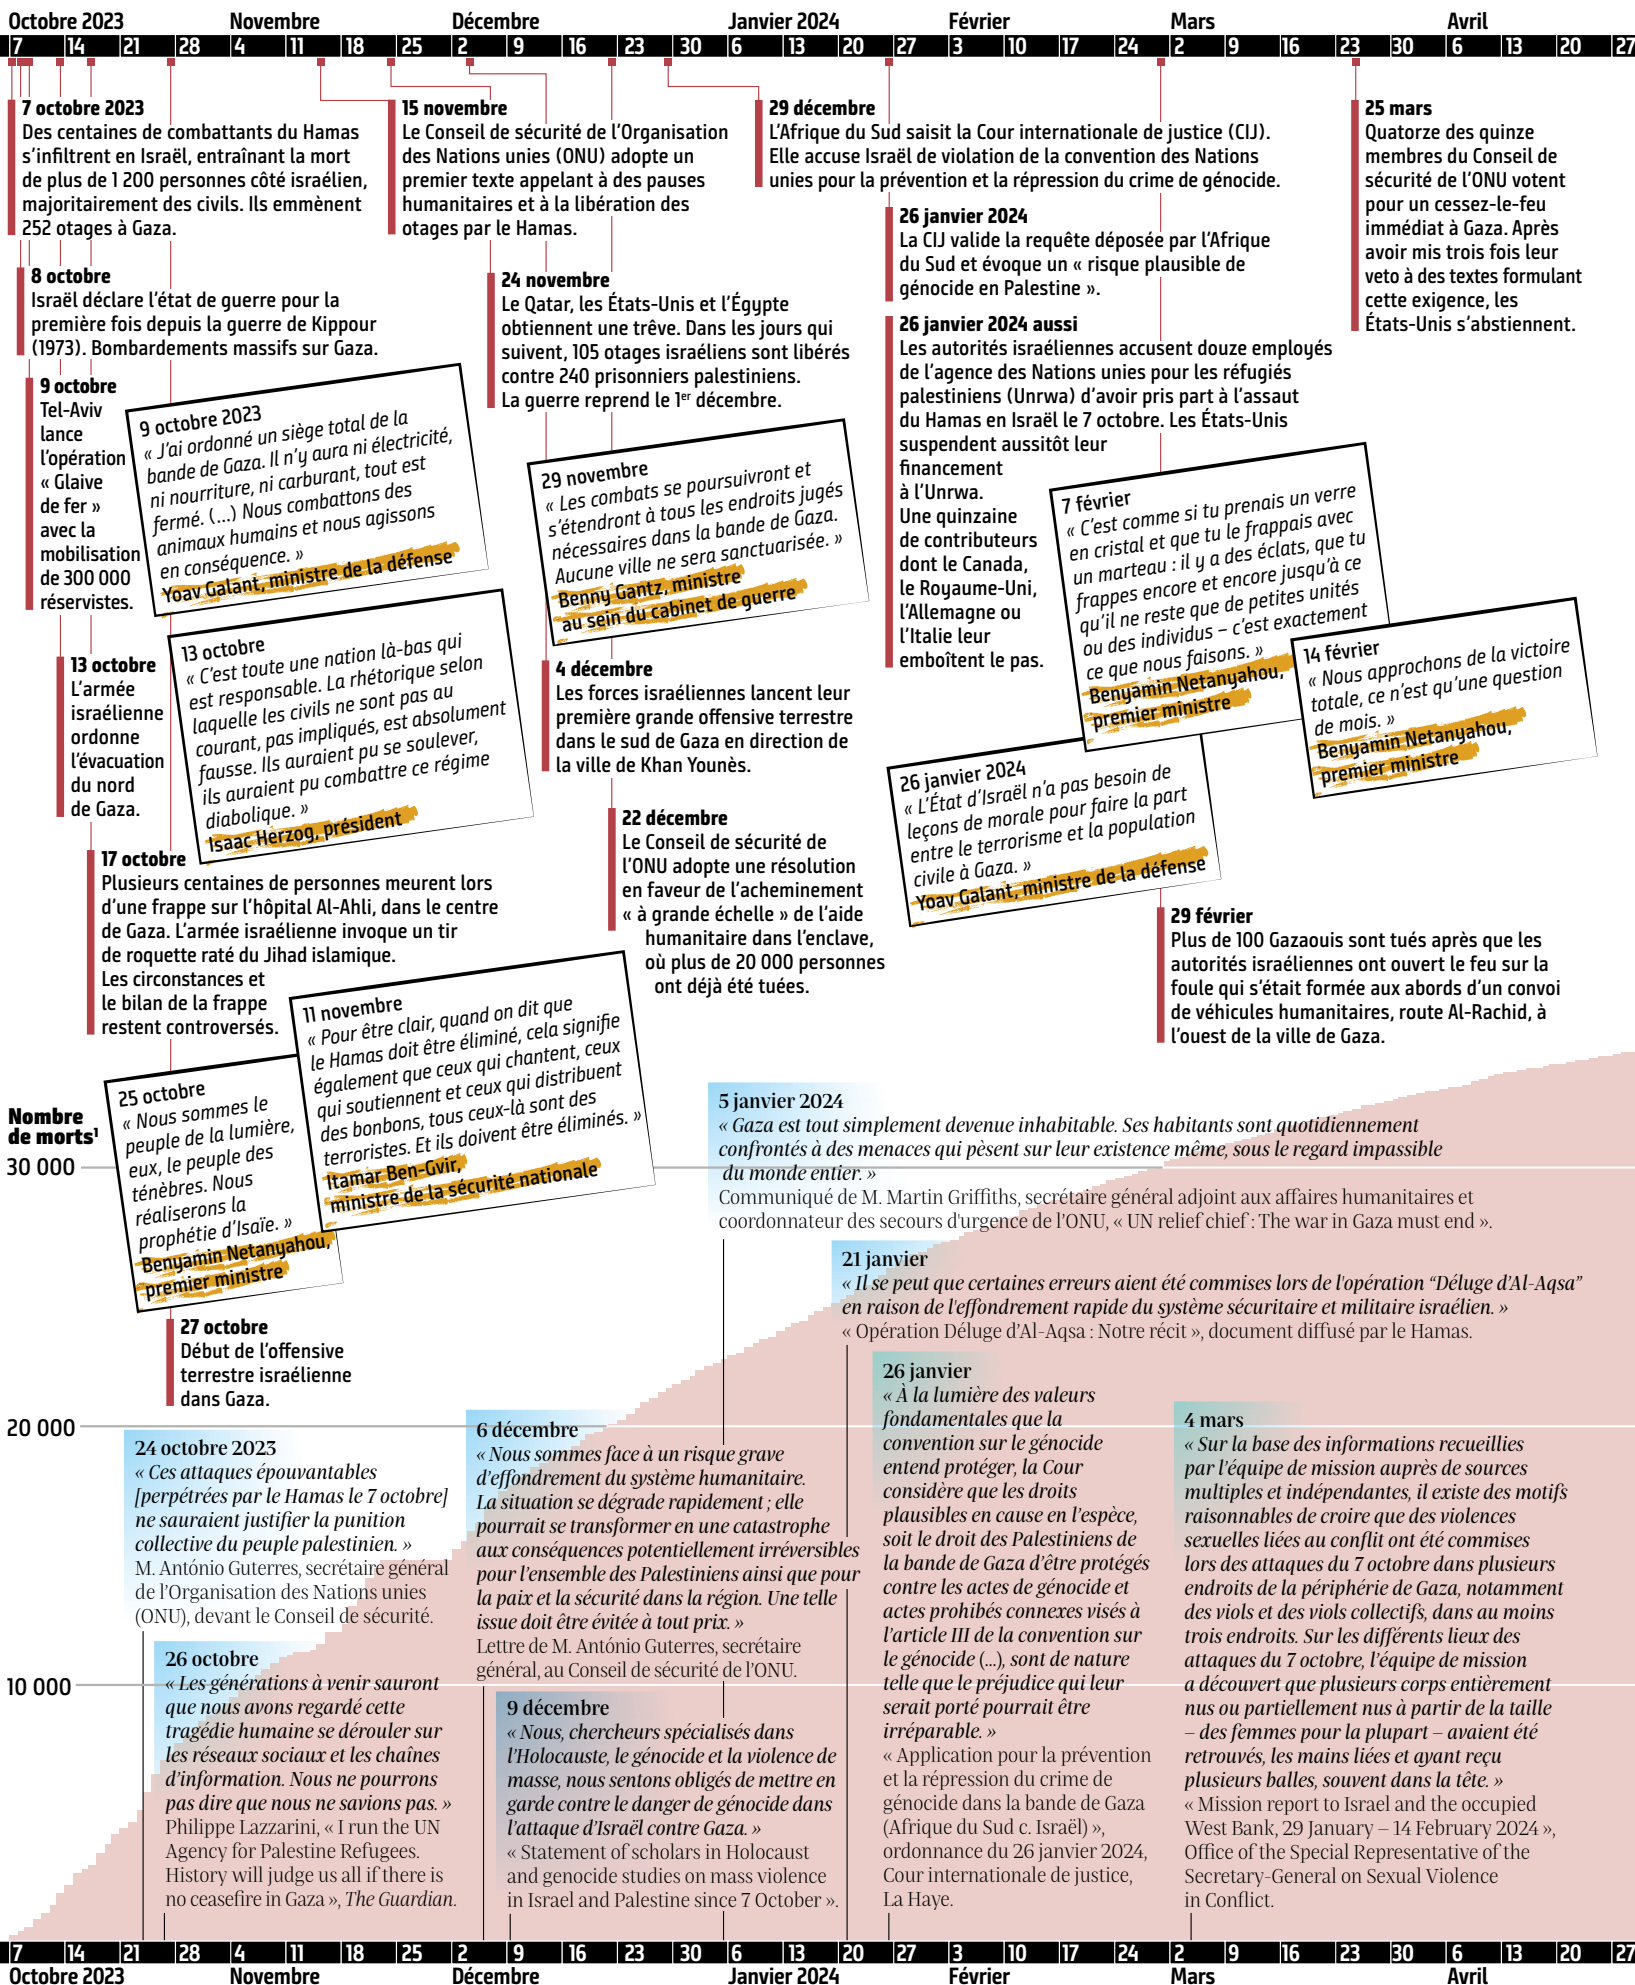 Octobre 2023 Novembre Décembre Janvier 2024 Février Mars Avril
7 14 21 28 4 11 18 25 2 9 16 23 30 6 13 20 27 3 10 17 24 2 9 16 23 30 6 13 20 27
7 octobre 2023
Des centaines de combattants du Hamas
s’infiltrent en Israël, entraînant la mort
de plus de 1 200 personnes côté israélien,
majoritairement des civils. Ils emmènent
252 otages à Gaza.
8 octobre
Israël déclare l’état de guerre pour la
première fois depuis la guerre de Kippour
(1973). Bombardements massifs sur Gaza.
9 octobre
Tel-Aviv
lance
l’opération
« Glaive
de fer »
avec la
mobilisation
de 300 000
réservistes.
9 octobre 2023
« J’ai ordonné un siège total de la
bande de Gaza. Il n’y aura ni électricité,
ni nourriture, ni carburant, tout est
fermé. (...) Nous combattons des
animaux humains et nous agissons
en conséquence. »
Yoav Galant, ministre de la défense
13 octobre
L’armée
israélienne
ordonne
l’évacuation
du nord
de Gaza.
13 octobre
« C’est toute une nation là-bas qui
est responsable. La rhétorique selon
laquelle les civils ne sont pas au
courant, pas impliqués, est absolument
fausse. Ils auraient pu se soulever,
ils auraient pu combattre ce régime
diabolique. »
Isaac Herzog, président
17 octobre
Plusieurs centaines de personnes meurent lors
d’une frappe sur l’hôpital Al-Ahli, dans le centre
de Gaza. L’armée israélienne invoque un tir
de roquette raté du Jihad islamique.
Les circonstances et
le bilan de la frappe
restent controversés.
25 octobre
« Nous sommes le
peuple de la lumière,
eux, le peuple des
ténèbres. Nous
réaliserons la
prophétie d’Isaïe. »
Benyamin Netanyahou,
premier ministre
11 novembre
« Pour être clair, quand on dit que
le Hamas doit être éliminé, cela signifie
également que ceux qui chantent, ceux
qui soutiennent et ceux qui distribuent
des bonbons, tous ceux-là sont des
terroristes. Et ils doivent être éliminés. »
Itamar Ben-Gvir,
ministre de la sécurité nationale
27 octobre
Début de l’offensive
terrestre israélienne
dans Gaza.
15 novembre
Le Conseil de sécurité de l’Organisation
des Nations unies (ONU) adopte un
premier texte appelant à des pauses
humanitaires et à la libération des
otages par le Hamas.
24 novembre
Le Qatar, les États-Unis et l’Égypte
obtiennent une trêve. Dans les jours qui
suivent, 105 otages israéliens sont libérés
contre 240 prisonniers palestiniens.
La guerre reprend le 1er décembre.
29 novembre
« Les combats se poursuivront et
s’étendront à tous les endroits jugés
nécessaires dans la bande de Gaza.
Aucune ville ne sera sanctuarisée. »
Benny Gantz, ministre
au sein du cabinet de guerre
4 décembre
Les forces israéliennes lancent leur
première grande offensive terrestre
dans le sud de Gaza en direction de
la ville de Khan Younès.
22 décembre
Le Conseil de sécurité de
l’ONU adopte une résolution
en faveur de l’acheminement
« à grande échelle » de l’aide
humanitaire dans l’enclave,
où plus de 20 000 personnes
ont déjà été tuées.
29 décembre
L’Afrique du Sud saisit la Cour internationale de justice (CIJ).
Elle accuse Israël de violation de la convention des Nations
unies pour la prévention et la répression du crime de génocide.
26 janvier 2024
La CIJ valide la requête déposée par l’Afrique
du Sud et évoque un « risque plausible de
génocide en Palestine ».
26 janvier 2024 aussi
Les autorités israéliennes accusent douze employés
de l’agence des Nations unies pour les réfugiés
palestiniens (Unrwa) d’avoir pris part à l’assaut
du Hamas en Israël le 7 octobre. Les États-Unis
suspendent aussitôt leur
financement
à l’Unrwa.
Une quinzaine
de contributeurs
dont le Canada,
le Royaume-Uni,
l’Allemagne ou
l’Italie leur
emboîtent le pas.
25 mars
Quatorze des quinze
membres du Conseil de
sécurité de l’ONU votent
pour un cessez-le-feu
immédiat à Gaza. Après
avoir mis trois fois leur
veto à des textes formulant
cette exigence, les
États-Unis s’abstiennent.
7 février
« C’est comme si tu prenais un verre
en cristal et que tu le frappais avec
un marteau : il y a des éclats, que tu
frappes encore et encore jusqu’à ce
qu’il ne reste que de petites unités
ou des individus – c’est exactement
ce que nous faisons. »
Benyamin Netanyahou,
premier ministre
14 février
« Nous approchons de la victoire
totale, ce n’est qu’une question
de mois. »
Benyamin Netanyahou,
premier ministre
26 janvier 2024
« L’État d’Israël n’a pas besoin de
leçons de morale pour faire la part
entre le terrorisme et la population
civile à Gaza. »
Yoav Galant, ministre de la défense
29 février
Plus de 100 Gazaouis sont tués après que les
autorités israéliennes ont ouvert le feu sur la
foule qui s’était formée aux abords d’un convoi
de véhicules humanitaires, route Al-Rachid, à
l’ouest de la ville de Gaza.
Nombre
de morts¹
30 000
20 000
10 000
5 janvier 2024
« Gaza est tout simplement devenue inhabitable. Ses habitants sont quotidiennement
confrontés à des menaces qui pèsent sur leur existence même, sous le regard impassible
du monde entier. »
Communiqué de M. Martin Griffiths, secrétaire général adjoint aux affaires humanitaires et
coordonnateur des secours d'urgence de l’ONU, « UN relief chief : The war in Gaza must end ».
21 janvier
« Il se peut que certaines erreurs aient été commises lors de l'opération “Déluge d’Al-Aqsa”
en raison de l'effondrement rapide du système sécuritaire et militaire israélien. »
« Opération Déluge d’Al-Aqsa : Notre récit », document diffusé par le Hamas.
24 octobre 2023
« Ces attaques épouvantables
[perpétrées par le Hamas le 7 octobre]
ne sauraient justifier la punition
collective du peuple palestinien. »
M. António Guterres, secrétaire général
de l’Organisation des Nations unies
(ONU), devant le Conseil de sécurité.
26 octobre
« Les générations à venir sauront
que nous avons regardé cette
tragédie humaine se dérouler sur
les réseaux sociaux et les chaînes
d’information. Nous ne pourrons
pas dire que nous ne savions pas. »
Philippe Lazzarini, « I run the UN
Agency for Palestine Refugees.
History will judge us all if there is
no ceasefire in Gaza », The Guardian.
6 décembre
« Nous sommes face à un risque grave
d’effondrement du système humanitaire.
La situation se dégrade rapidement ; elle
pourrait se transformer en une catastrophe
aux conséquences potentiellement irréversibles
pour l’ensemble des Palestiniens ainsi que pour
la paix et la sécurité dans la région. Une telle
issue doit être évitée à tout prix. »
Lettre de M. António Guterres, secrétaire
général, au Conseil de sécurité de l’ONU.
9 décembre
« Nous, chercheurs spécialisés dans
l’Holocauste, le génocide et la violence de
masse, nous sentons obligés de mettre en
garde contre le danger de génocide dans
l’attaque d’Israël contre Gaza. »
« Statement of scholars in Holocaust
and genocide studies on mass violence
in Israel and Palestine since 7 October ».
26 janvier
« À la lumière des valeurs
fondamentales que la
convention sur le génocide
entend protéger, la Cour
considère que les droits
plausibles en cause en l’espèce,
soit le droit des Palestiniens de
la bande de Gaza d’être protégés
contre les actes de génocide et
actes prohibés connexes visés à
l’article III de la convention sur
le génocide (...), sont de nature
telle que le préjudice qui leur
serait porté pourrait être
irréparable. »
« Application pour la prévention
et la répression du crime de
génocide dans la bande de Gaza
(Afrique du Sud c. Israël) »,
ordonnance du 26 janvier 2024,
Cour internationale de justice,
La Haye.
4 mars
« Sur la base des informations recueillies
par l’équipe de mission auprès de sources
multiples et indépendantes, il existe des motifs
raisonnables de croire que des violences
sexuelles liées au conflit ont été commises
lors des attaques du 7 octobre dans plusieurs
endroits de la périphérie de Gaza, notamment
des viols et des viols collectifs, dans au moins
trois endroits. Sur les différents lieux des
attaques du 7 octobre, l’équipe de mission
a découvert que plusieurs corps entièrement
nus ou partiellement nus à partir de la taille
– des femmes pour la plupart – avaient été
retrouvés, les mains liées et ayant reçu
plusieurs balles, souvent dans la tête. »
« Mission report to Israel and the occupied
West Bank, 29 January – 14 February 2024 »,
Office of the Special Representative of the
Secretary-General on Sexual Violence
in Conflict.
7 14 21 28 4 11 18 25 2 9 16 23 30 6 13 20 27 3 10 17 24 2 9 16 23 30 6 13 20 27
Octobre 2023 Novembre Décembre Janvier 2024 Février Mars Avril